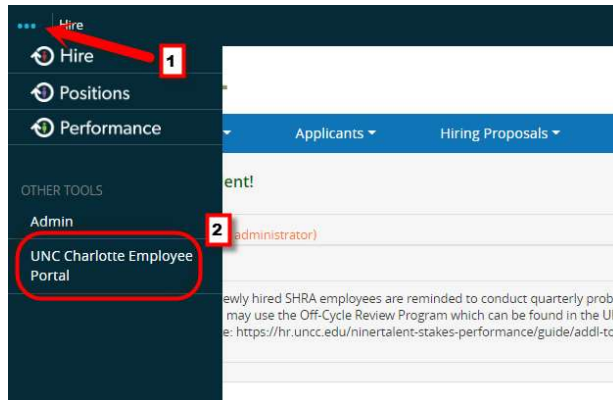 ••• Hire
Hire
1
Positions
Performance
Applicants
Hiring Proposals
ent!
OTHER TOOLS
Admin
2
administrator)
UNC Charlotte Employee
Portal
ewly hired SHRA employees are reminded to conduct quarterly prob
may use the Off-Cycle Review Program which can be found in the U
e: https://hr.uncc.edu/ninertalent-stakes-performance/guide/addl-to